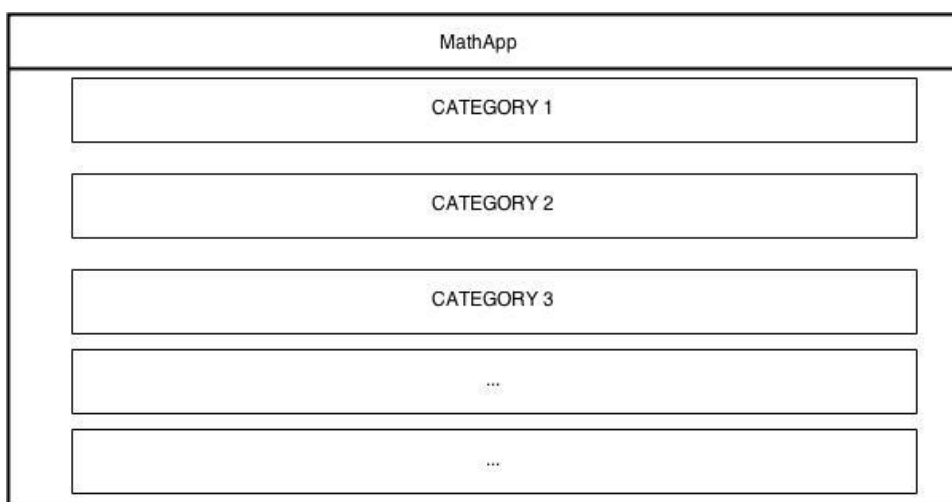 MathApp
CATEGORY 1
CATEGORY 2
CATEGORY 3
...
...